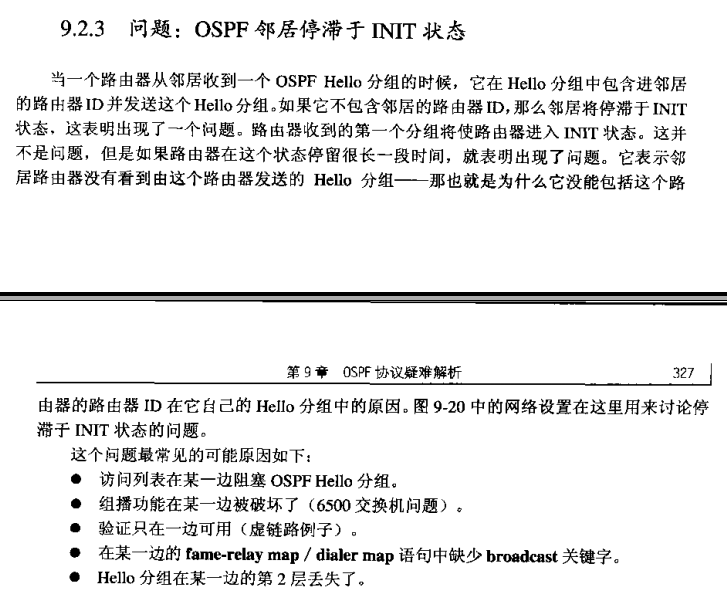 9.2.3 问题：OSPF 邻居停滞于 INIT 状态
当一个路由器从邻居收到一个 OSPF Hello 分组的时候，它在 Hello 分组中包含进邻居
的路由器 ID 并发送这个 Hello 分组。如果它不包含邻居的路由器 ID，那么邻居将停滞于 INIT
状态，这表明出现了一个问题。路由器收到的第一个分组将使路由器进入 INIT 状态。这并
不是问题，但是如果路由器在这个状态停留很长一段时间，就表明出现了问题。它表示邻
居路由器没有看到由这个路由器发送的 Hello 分组——那也就是为什么它没能包括这个路
第 9 章 OSPF 协议疑难解析 327
由器的路由器 ID 在它自己的 Hello 分组中的原因。图 9-20 中的网络设置在这里用来讨论停
滞于 INIT 状态的问题。
这个问题最常见的可能原因如下：
● 访问列表在某一边阻塞 OSPF Hello 分组。
● 组播功能在某一边被破坏了（6500 交换机问题）。
● 验证只在一边可用（虚链路例子）。
● 在某一边的 fame-relay map / dialer map 语句中缺少 broadcast 关键字。
● Hello 分组在某一边的第 2 层丢失了。